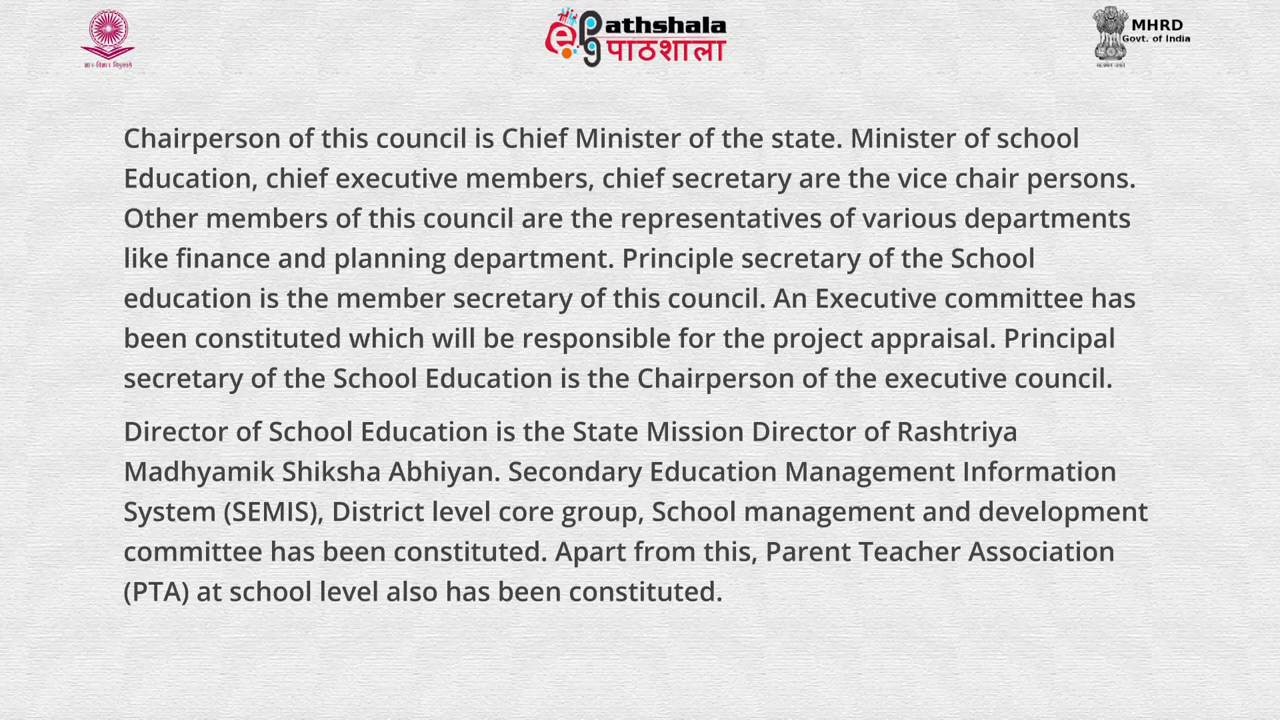 ज्ञान-विज्ञान विमुक्तये
ePathshala
पाठशाला
MHRD
Govt. of India
सत्यमेव जयते
Chairperson of this council is Chief Minister of the state. Minister of school
Education, chief executive members, chief secretary are the vice chair persons.
Other members of this council are the representatives of various departments
like finance and planning department. Principle secretary of the School
education is the member secretary of this council. An Executive committee has
been constituted which will be responsible for the project appraisal. Principal
secretary of the School Education is the Chairperson of the executive council.
Director of School Education is the State Mission Director of Rashtriya
Madhyamik Shiksha Abhiyan. Secondary Education Management Information
System (SEMIS), District level core group, School management and development
committee has been constituted. Apart from this, Parent Teacher Association
(PTA) at school level also has been constituted.